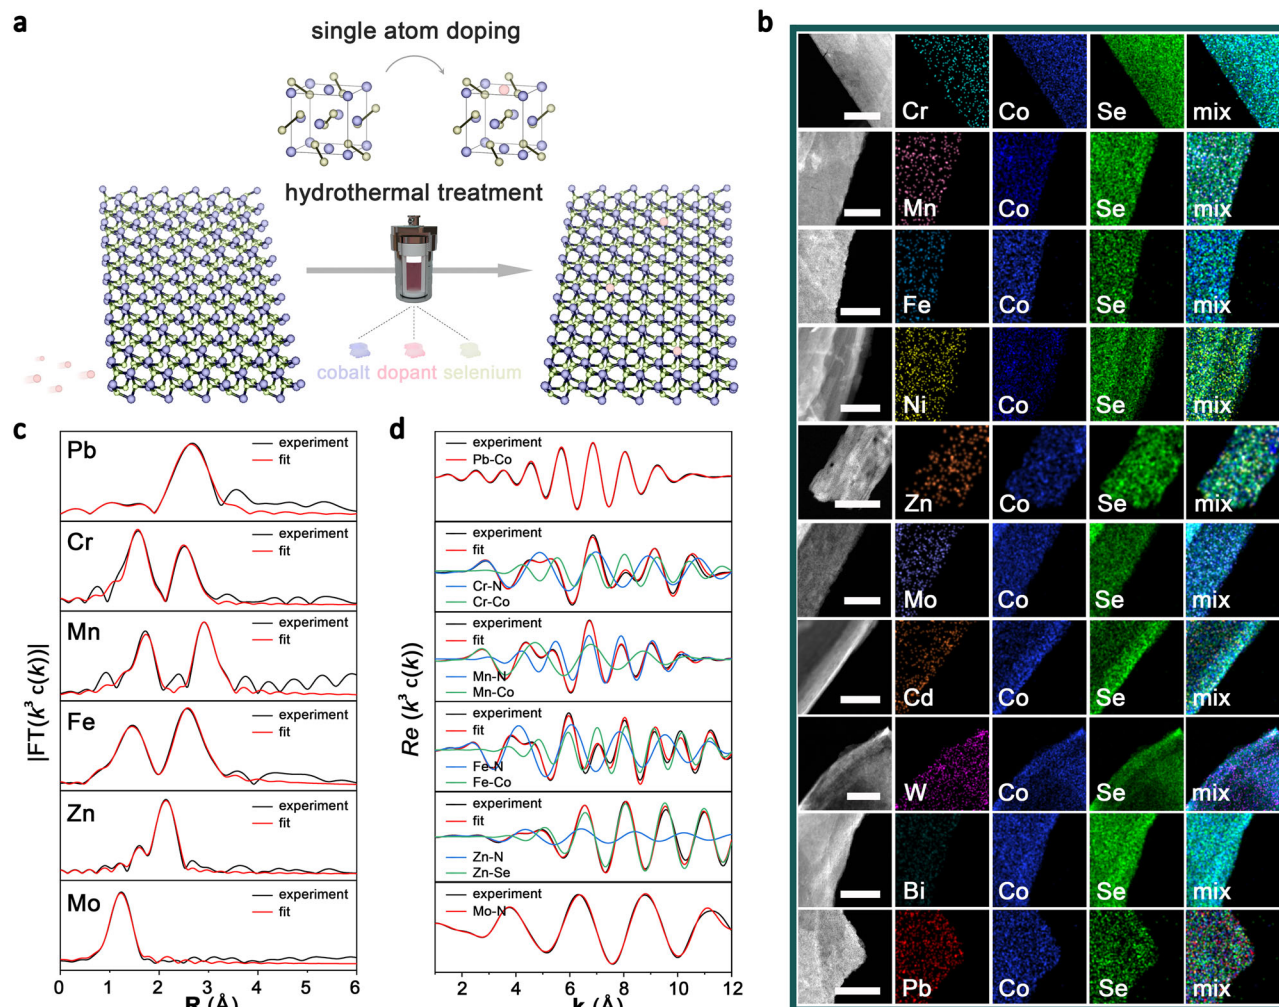 a
single atom doping
hydrothermal treatment
cobalt dopant selenium
b
Cr Co Se mix
Mn Co Se mix
Fe Co Se mix
Ni Co Se mix
Zn Co Se mix
Mo Co Se mix
Cd Co Se mix
W Co Se mix
Bi Co Se mix
Pb Co Se mix
c
|FT(k³ c(k))|
Pb
experiment
fit
Cr
experiment
fit
Mn
experiment
fit
Fe
experiment
fit
Zn
experiment
fit
Mo
experiment
fit
0 1 2 3 4 5 6
R (Å)
d
Re (k³ c(k))
experiment
Pb-Co
experiment
fit
Cr-N
Cr-Co
experiment
fit
Mn-N
Mn-Co
experiment
fit
Fe-N
Fe-Co
experiment
fit
Zn-N
Zn-Se
experiment
Mo-N
2 4 6 8 10 12
k (Å)